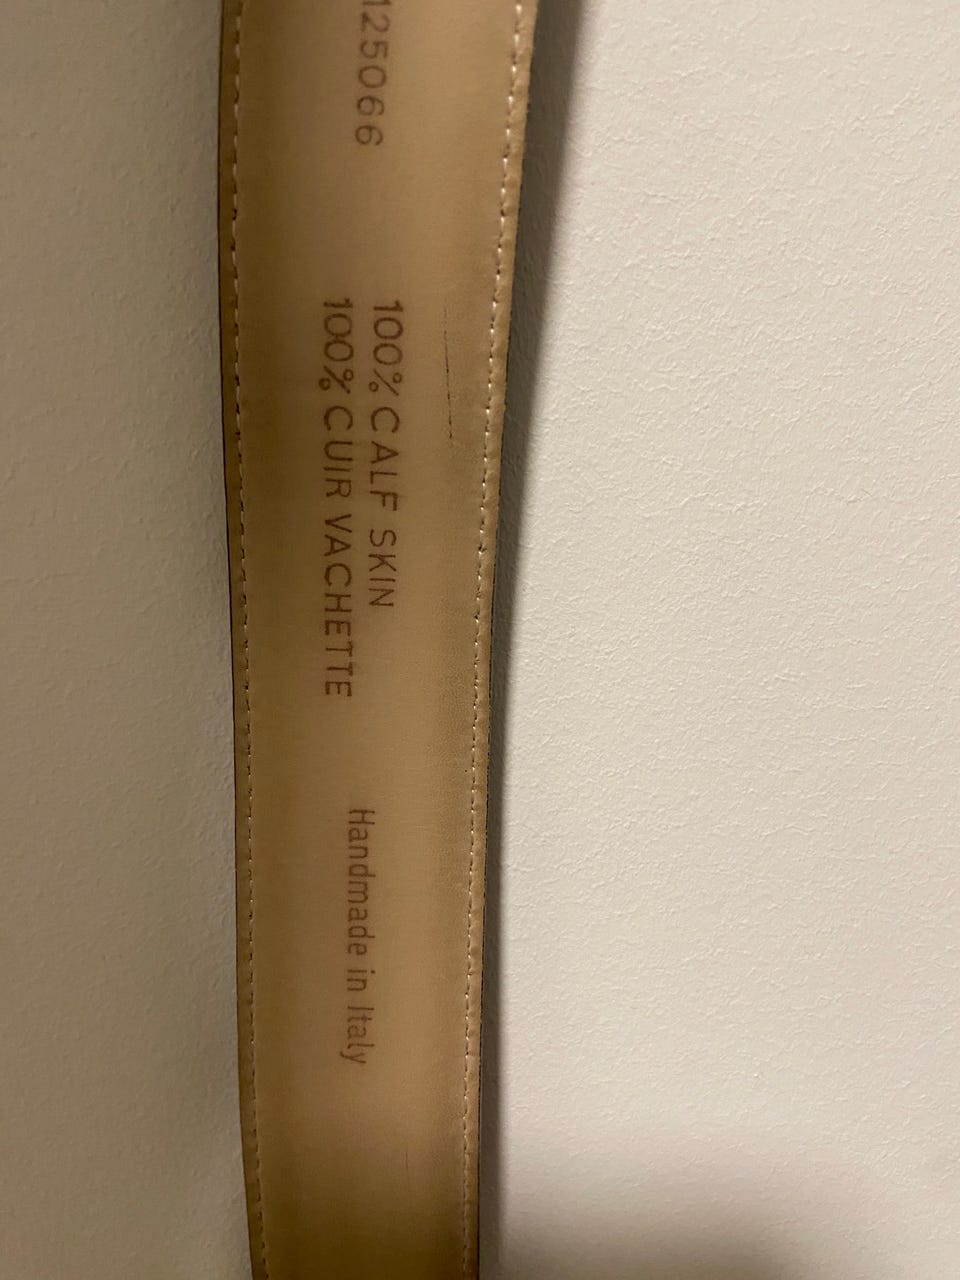 125066
100% CALF SKIN
100% CUIR VACHETTE
Handmade in Italy